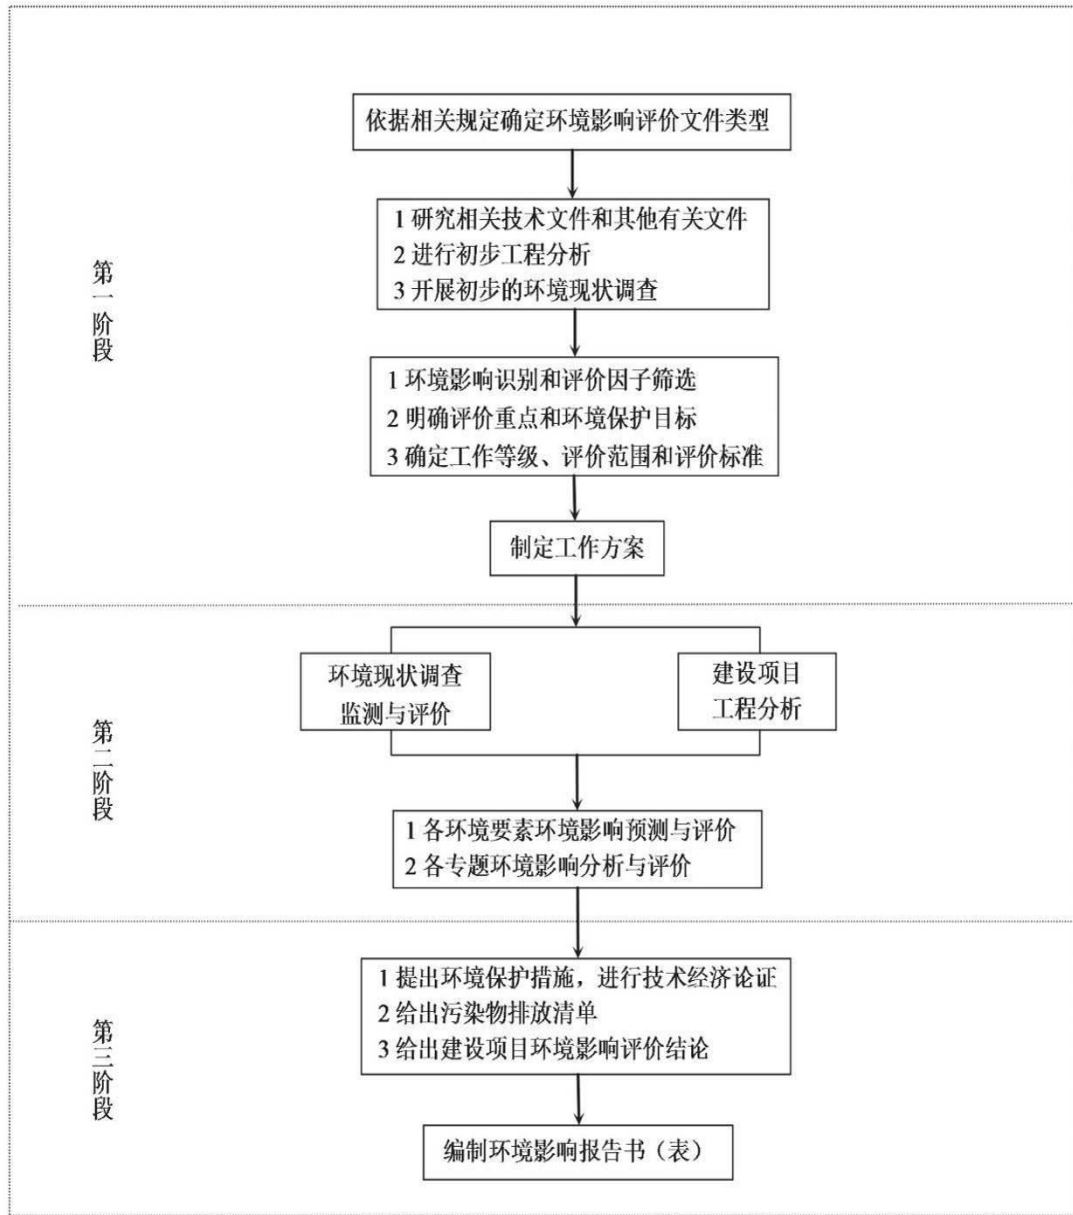 依据相关规定确定环境影响评价文件类型
1 研究相关技术文件和其他有关文件
2 进行初步工程分析
3 开展初步的环境现状调查
第一阶段
1 环境影响识别和评价因子筛选
2 明确评价重点和环境保护目标
3 确定工作等级、评价范围和评价标准
制定工作方案
环境现状调查
监测与评价
建设项目
工程分析
第二阶段
1 各环境要素环境影响预测与评价
2 各专题环境影响分析与评价
1 提出环境保护措施，进行技术经济论证
2 给出污染物排放清单
3 给出建设项目环境影响评价结论
第三阶段
编制环境影响报告书（表）